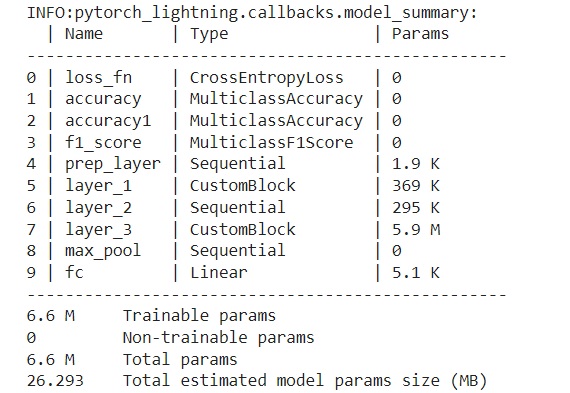 INFO:pytorch_lightning.callbacks.model_summary:
  | Name       | Type               | Params
--------------------------------------------------
0 | loss_fn    | CrossEntropyLoss   | 0
1 | accuracy   | MulticlassAccuracy | 0
2 | accuracy1  | MulticlassAccuracy | 0
3 | f1_score   | MulticlassF1Score  | 0
4 | prep_layer | Sequential         | 1.9 K
5 | layer_1    | CustomBlock        | 369 K
6 | layer_2    | Sequential         | 295 K
7 | layer_3    | CustomBlock        | 5.9 M
8 | max_pool   | Sequential         | 0
9 | fc         | Linear             | 5.1 K
--------------------------------------------------
6.6 M     Trainable params
0         Non-trainable params
6.6 M     Total params
26.293    Total estimated model params size (MB)